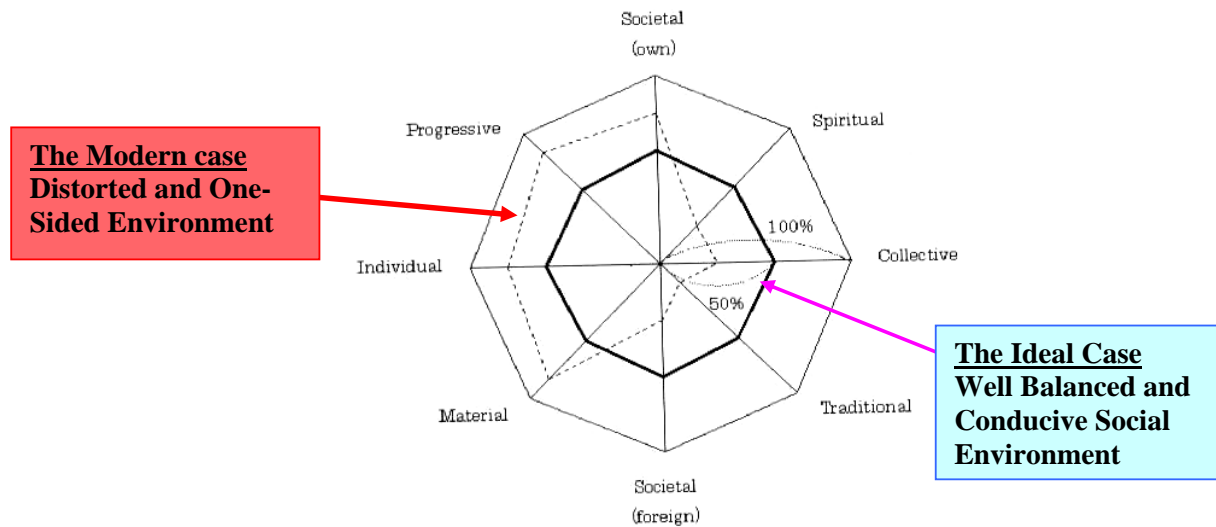 Societal
(own)
Progressive
Spiritual
The Modern case
Distorted and One-
Sided Environment
100%
Individual
Collective
50%
The Ideal Case
Well Balanced and
Conducive Social
Environment
Material
Traditional
Societal
(foreign)